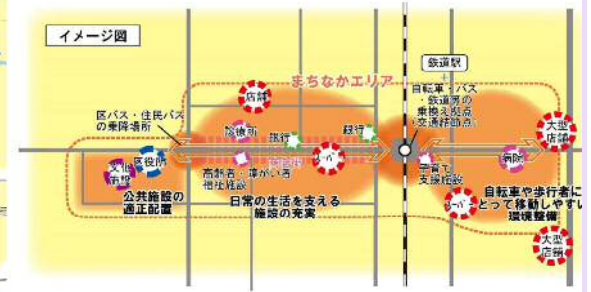 イメージ図
鉄道駅
まちなかエリア
自転車・バス
・鉄道等の
乗換え拠点
(交通結節点)
店舗
区バス・住民バス
の乗降場所
診療所
銀行
銀行
大型
店舗
商店街
スーパー
病院
文化
施設
区役所
高齢者・障がい者
福祉施設
子育て
支援施設
公共施設の
適正配置
日常の生活を支える
施設の充実
スーパー
自転車や歩行者に
とって移動しやすい
環境整備
大型
店舗